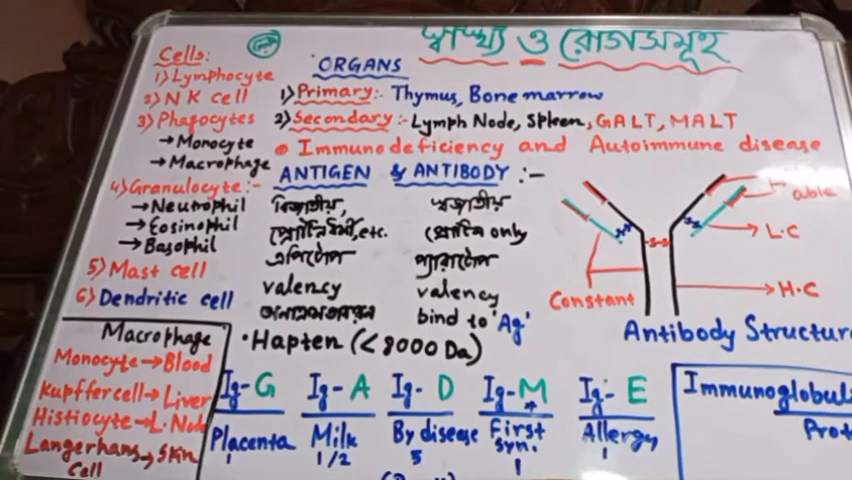 স্বাস্থ্য ও রোগসমূহ
Cells:
1) Lymphocyte
2) NK cell
3) Phagocytes
→ Monocyte
→ Macrophage
4) Granulocyte:-
→ Neutrophil
→ Eosinophil
→ Basophil
5) Mast cell
6) Dendritic cell
ORGANS
1) Primary:- Thymus, Bone marrow
2) Secondary:- Lymph Node, Spleen, GALT, MALT
Immunodeficiency and Autoimmune disease
ANTIGEN & ANTIBODY :-
বিজাতীয়,
etc.
এপিটোপ
valency
স্বজাতীয়
প্রোটিন only
প্যারাটোপ
valency
bind to 'Ag'
• Hapten (<8000 Da)
able
L.C
H.C
Constant
S-S
Antibody Structure
Macrophage
Monocyte → Blood
Kupffer cell → Liver
Histiocyte → L. Node
Langerhans → Skin
Cell
Ig-G
Placenta
1
Ig-A
Milk
1/2
Ig-D
By disease
5
Ig-M
First
syn.
1
Ig-E
Allergy
1
Immunoglobuli
Prot